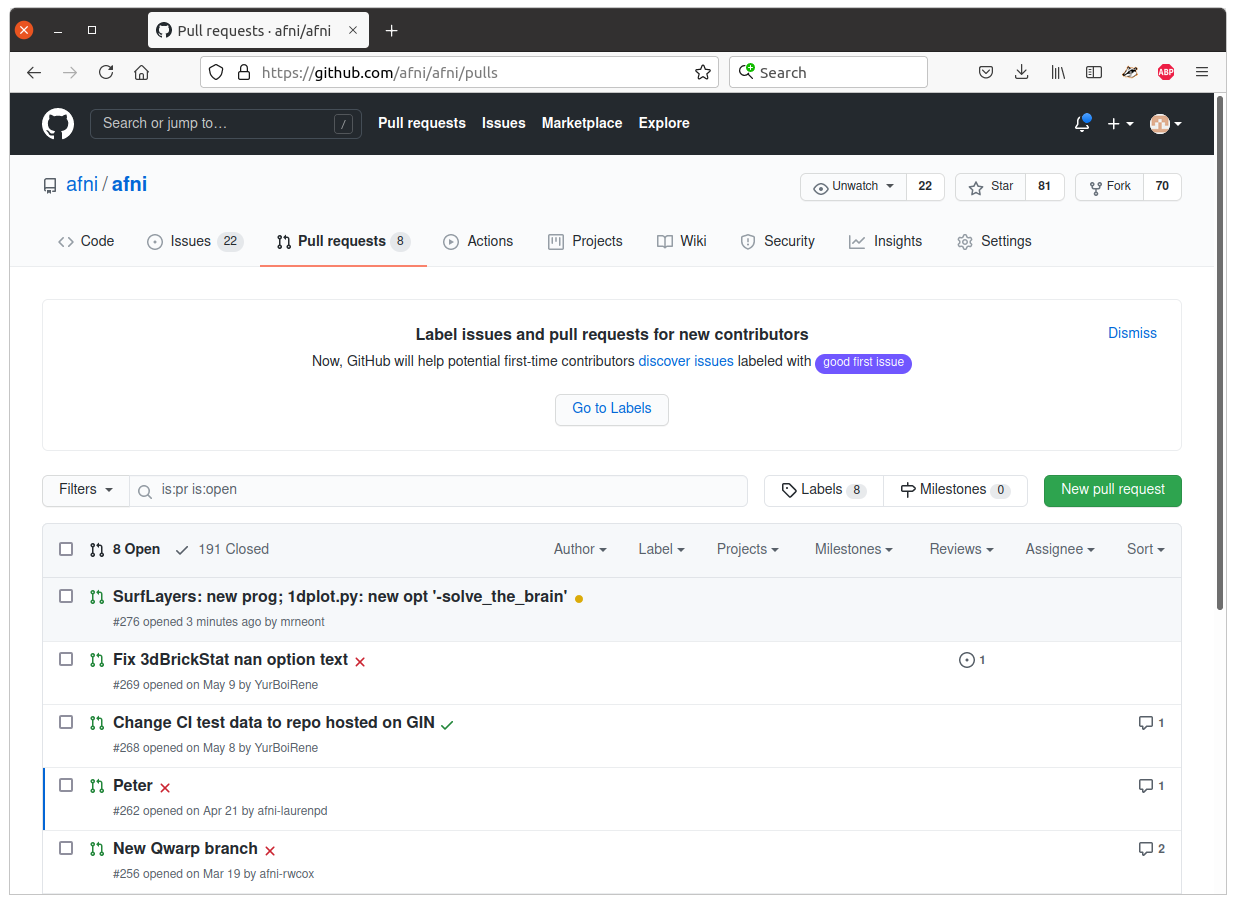 Pull requests · afni/afni
https://github.com/afni/afni/pulls
Search
ABP
Search or jump to… /
Pull requests Issues Marketplace Explore
afni / afni
Unwatch 22 Star 81 Fork 70
Code Issues 22 Pull requests 8 Actions Projects Wiki Security Insights Settings
Label issues and pull requests for new contributors
Dismiss
Now, GitHub will help potential first-time contributors discover issues labeled with good first issue
Go to Labels
Filters is:pr is:open Labels 8 Milestones 0 New pull request
8 Open 191 Closed Author Label Projects Milestones Reviews Assignee Sort
SurfLayers: new prog; 1dplot.py: new opt '-solve_the_brain'
#276 opened 3 minutes ago by mrneont
Fix 3dBrickStat nan option text 1
#269 opened on May 9 by YurBoiRene
Change CI test data to repo hosted on GIN 1
#268 opened on May 8 by YurBoiRene
Peter 1
#262 opened on Apr 21 by afni-laurenpd
New Qwarp branch 2
#256 opened on Mar 19 by afni-rwcox